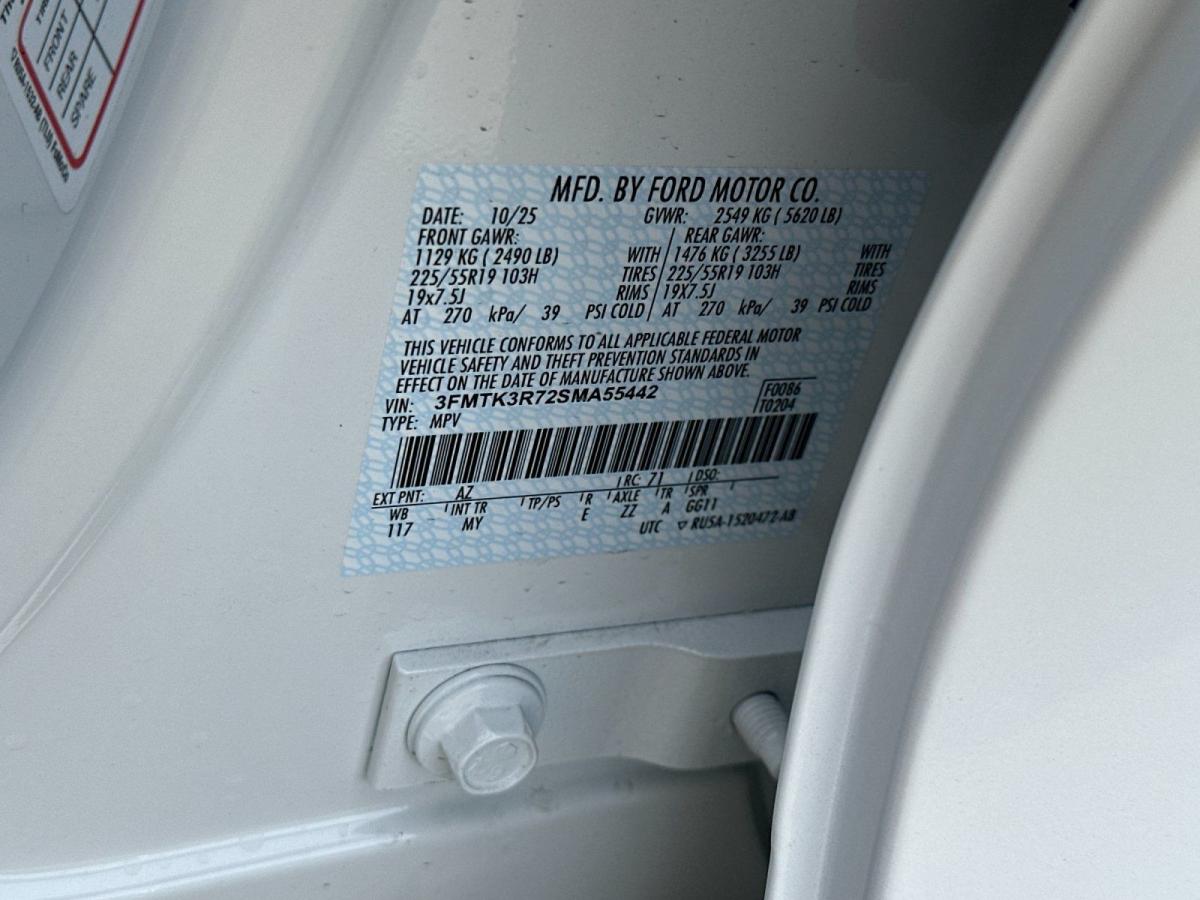 FRONT
REAR
SPARE
MFD. BY FORD MOTOR CO.
DATE: 10/25 GVWR: 2549 KG ( 5620 LB)
FRONT GAWR: REAR GAWR:
1129 KG ( 2490 LB) WITH 1476 KG ( 3255 LB) WITH
225/55R19 103H TIRES 225/55R19 103H TIRES
19x7.5J RIMS 19X7.5J RIMS
AT 270 kPa/ 39 PSI COLD / AT 270 kPa/ 39 PSI COLD
THIS VEHICLE CONFORMS TO ALL APPLICABLE FEDERAL MOTOR
VEHICLE SAFETY AND THEFT PREVENTION STANDARDS IN
EFFECT ON THE DATE OF MANUFACTURE SHOWN ABOVE.
VIN: 3FMTK3R72SMA55442 F0086
TYPE: MPV T0204
EXT PNT: AZ RC: 71 DSO:
WB INT TR TP/PS R AXLE TR SPR
117 MY E ZZ A GG11
UTC ▽ RU5A-1520472-AB